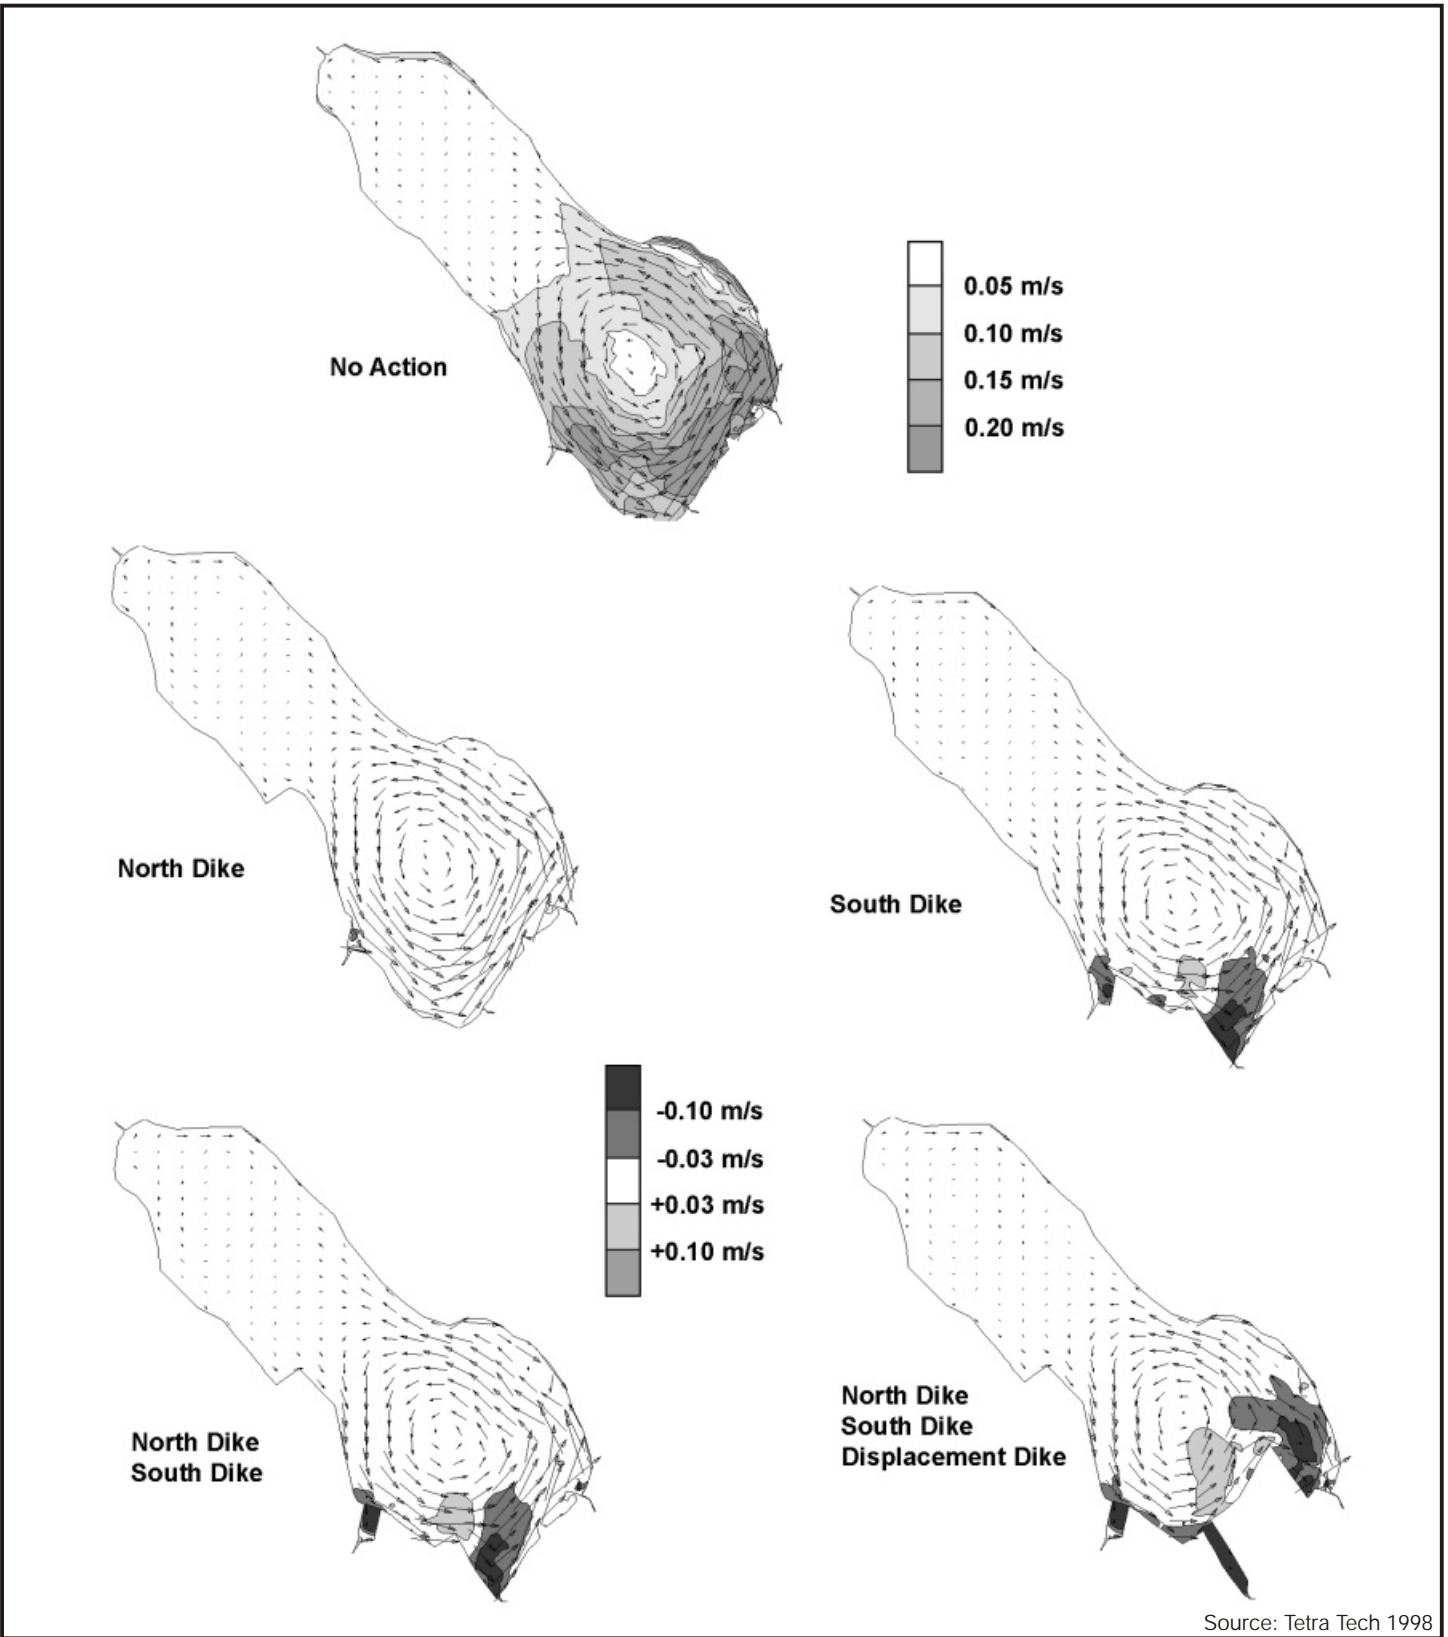 0.05 m/s
0.10 m/s
0.15 m/s
0.20 m/s
No Action
North Dike
South Dike
-0.10 m/s
-0.03 m/s
+0.03 m/s
+0.10 m/s
North Dike
South Dike
North Dike
South Dike
Displacement Dike
Source: Tetra Tech 1998